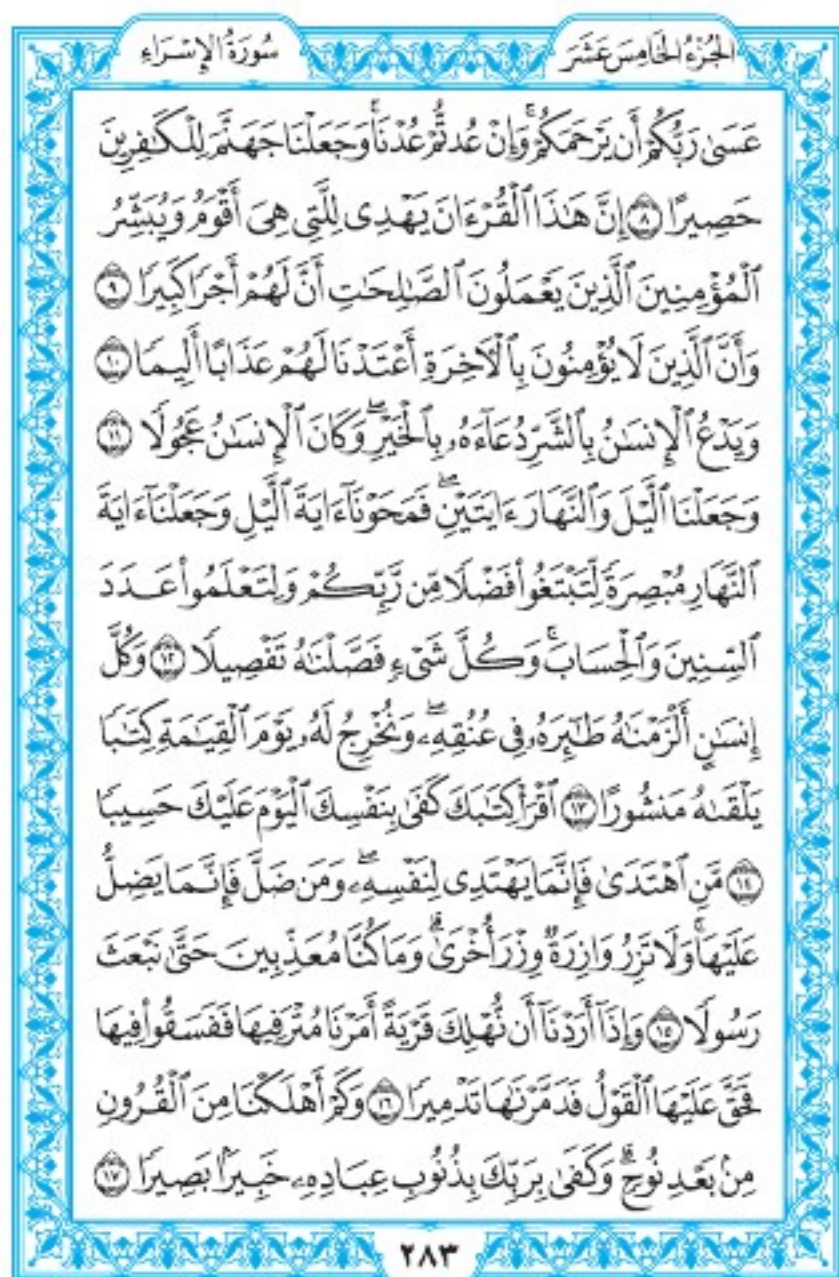 الجُزْءُ الخَامِسَ عَشَرَ
سُورَةُ الإِسْرَاءِ
عَسَىٰ رَبُّكُمْ أَن يَرْحَمَكُمْۚ وَإِنْ عُدتُّمْ عُدْنَاۚ وَجَعَلْنَا جَهَنَّمَ لِلْكَٰفِرِينَ
حَصِيرًا ٨ إِنَّ هَٰذَا ٱلْقُرْءَانَ يَهْدِى لِلَّتِى هِىَ أَقْوَمُ وَيُبَشِّرُ
ٱلْمُؤْمِنِينَ ٱلَّذِينَ يَعْمَلُونَ ٱلصَّٰلِحَٰتِ أَنَّ لَهُمْ أَجْرًا كَبِيرًا ٩
وَأَنَّ ٱلَّذِينَ لَا يُؤْمِنُونَ بِٱلْءَاخِرَةِ أَعْتَدْنَا لَهُمْ عَذَابًا أَلِيمًا ١٠
وَيَدْعُ ٱلْإِنسَٰنُ بِٱلشَّرِّ دُعَآءَهُۥ بِٱلْخَيْرِۖ وَكَانَ ٱلْإِنسَٰنُ عَجُولًا ١١
وَجَعَلْنَا ٱلَّيْلَ وَٱلنَّهَارَ ءَايَتَيْنِۖ فَمَحَوْنَآ ءَايَةَ ٱلَّيْلِ وَجَعَلْنَآ ءَايَةَ
ٱلنَّهَارِ مُبْصِرَةً لِّتَبْتَغُوا۟ فَضْلًا مِّن رَّبِّكُمْ وَلِتَعْلَمُوا۟ عَدَدَ
ٱلسِّنِينَ وَٱلْحِسَابَۚ وَكُلَّ شَىْءٍ فَصَّلْنَٰهُ تَفْصِيلًا ١٢ وَكُلَّ
إِنسَٰنٍ أَلْزَمْنَٰهُ طَٰٓئِرَهُۥ فِى عُنُقِهِۦۖ وَنُخْرِجُ لَهُۥ يَوْمَ ٱلْقِيَٰمَةِ كِتَٰبًا
يَلْقَىٰهُ مَنشُورًا ١٣ ٱقْرَأْ كِتَٰبَكَ كَفَىٰ بِنَفْسِكَ ٱلْيَوْمَ عَلَيْكَ حَسِيبًا
١٤ مَّنِ ٱهْتَدَىٰ فَإِنَّمَا يَهْتَدِى لِنَفْسِهِۦۖ وَمَن ضَلَّ فَإِنَّمَا يَضِلُّ
عَلَيْهَاۚ وَلَا تَزِرُ وَازِرَةٌ وِزْرَ أُخْرَىٰۗ وَمَا كُنَّا مُعَذِّبِينَ حَتَّىٰ نَبْعَثَ
رَسُولًا ١٥ وَإِذَآ أَرَدْنَآ أَن نُّهْلِكَ قَرْيَةً أَمَرْنَا مُتْرَفِيهَا فَفَسَقُوا۟ فِيهَا
فَحَقَّ عَلَيْهَا ٱلْقَوْلُ فَدَمَّرْنَٰهَا تَدْمِيرًا ١٦ وَكَمْ أَهْلَكْنَا مِنَ ٱلْقُرُونِ
مِنۢ بَعْدِ نُوحٍۗ وَكَفَىٰ بِرَبِّكَ بِذُنُوبِ عِبَادِهِۦ خَبِيرًۢا بَصِيرًا ١٧
٢٨٣